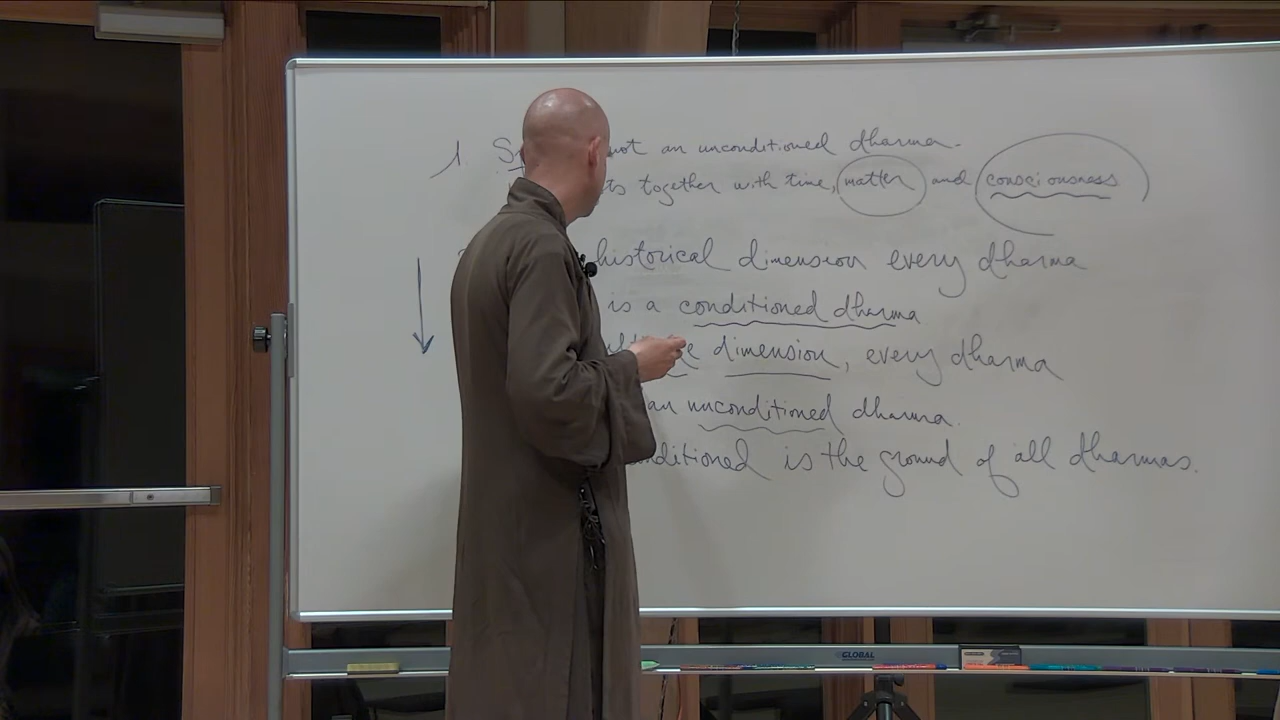 1. Sp not an unconditioned dharma.
ts together with time, matter and consciousness
historical dimension every dharma
is a conditioned dharma
dimension, every dharma
an unconditioned dharma.
nditioned is the ground of all dharmas.
GLOBAL